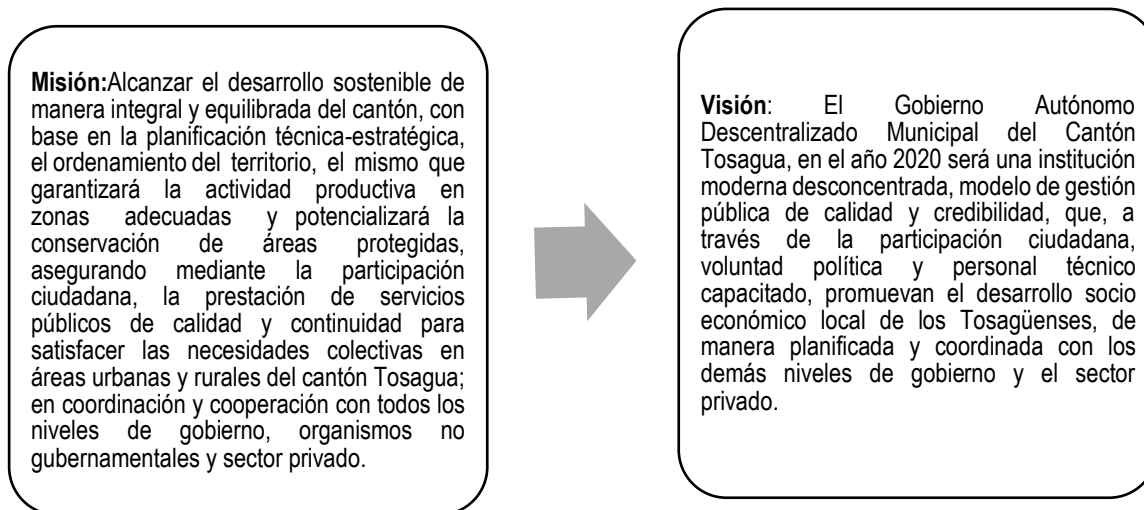 Misión:Alcanzar el desarrollo sostenible de
manera integral y equilibrada del cantón, con
base en la planificación técnica-estratégica,
el ordenamiento del territorio, el mismo que
garantizará la actividad productiva en
zonas adecuadas y potencializará la
conservación de áreas protegidas,
asegurando mediante la participación
ciudadana, la prestación de servicios
públicos de calidad y continuidad para
satisfacer las necesidades colectivas en
áreas urbanas y rurales del cantón Tosagua;
en coordinación y cooperación con todos los
niveles de gobierno, organismos no
gubernamentales y sector privado.
Visión: El Gobierno Autónomo
Descentralizado Municipal del Cantón
Tosagua, en el año 2020 será una institución
moderna desconcentrada, modelo de gestión
pública de calidad y credibilidad, que, a
través de la participación ciudadana,
voluntad política y personal técnico
capacitado, promuevan el desarrollo socio
económico local de los Tosagüenses, de
manera planificada y coordinada con los
demás niveles de gobierno y el sector
privado.